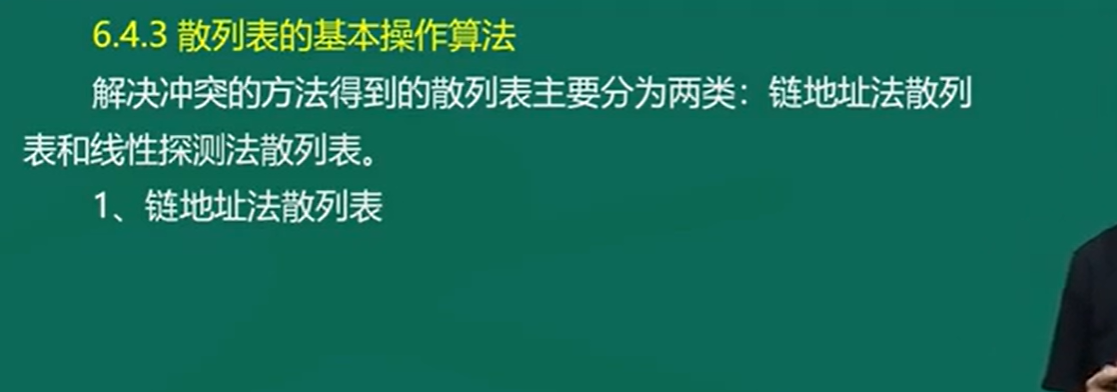 6.4.3 散列表的基本操作算法
解决冲突的方法得到的散列表主要分为两类：链地址法散列
表和线性探测法散列表。
1、链地址法散列表